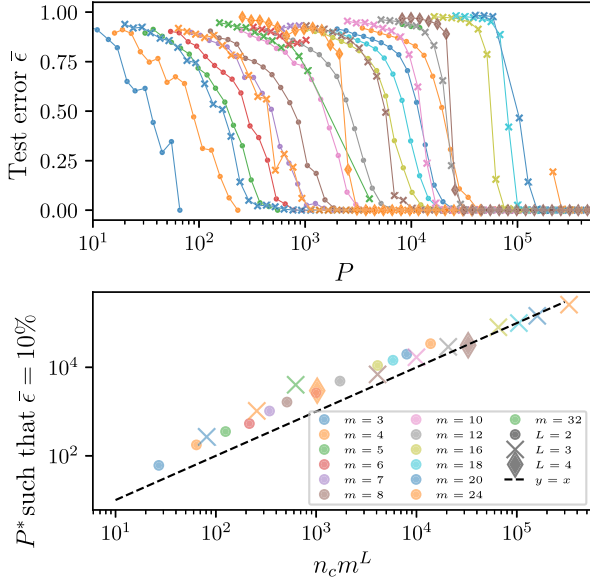 1.00
0.75
0.50
0.25
0.00
Test error ε̄
10¹ 10² 10³ 10⁴ 10⁵
P
10⁴
10²
P* such that ε̄ = 10%
m = 3 m = 10 m = 32
m = 4 m = 12 L = 2
m = 5 m = 16 L = 3
m = 6 m = 18 L = 4
m = 7 m = 20 y = x
m = 8 m = 24
10¹ 10² 10³ 10⁴ 10⁵
n_c m^L